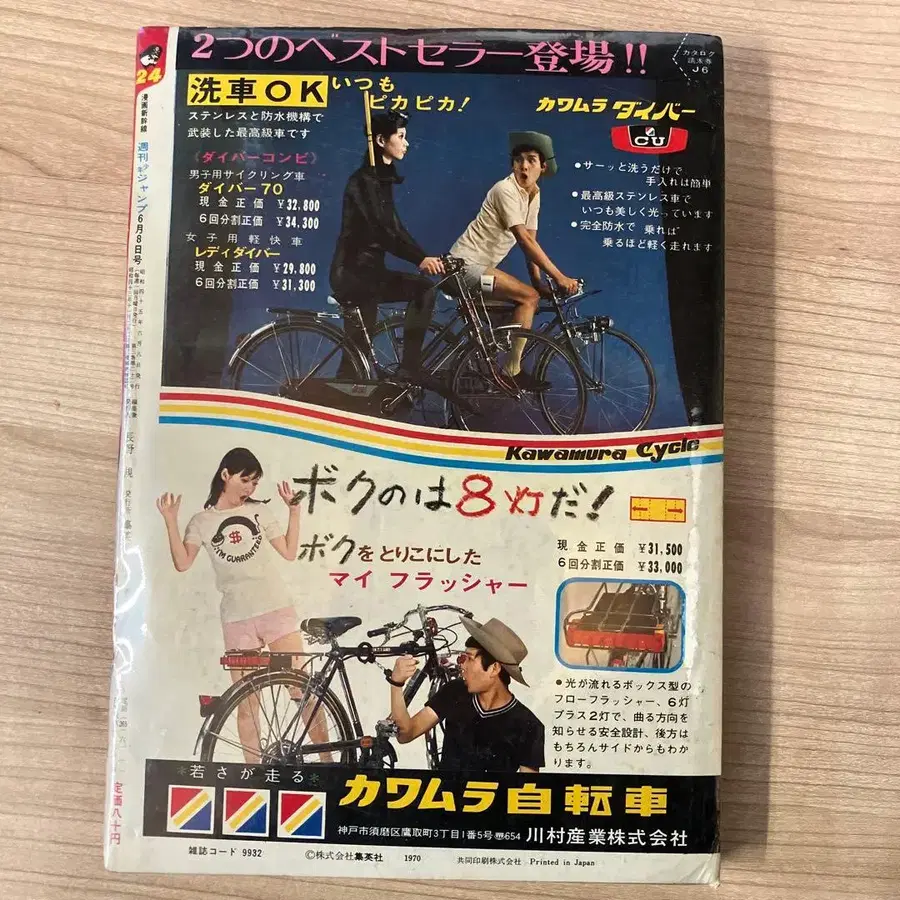 2つのベストセラー登場!!
カタログ
請求券
J6
洗車OK
いつも
ピカピカ!
ステンレスと防水機構で
武装した最高級車です
カワムラ ダイバー
CU
《ダイバーコンビ》
男子用サイクリング車
ダイバー70
現金正価 ¥32,800
6回分割正価 ¥34,300
女子用軽快車
レディダイバー
現金正価 ¥29,800
6回分割正価 ¥31,300
●サーッと洗うだけで
手入れは簡単
●最高級ステンレス車で
いつも美しく光っています
●完全防水で 乗れば
乗るほど軽く走れます
Kawamura Cycle
ボクのは8灯だ!
ボクをとりこにした
マイ フラッシャー
$
I'M GUARANTEED
現金正価 ¥31,500
6回分割正価 ¥33,000
●光が流れるボックス型の
フローフラッシャー、6灯
プラス2灯で、曲る方向を
知らせる安全設計、後方は
もちろんサイドからもわか
ります。
*若さが走る*
カワムラ自転車
神戸市須磨区鷹取町3丁目1番5号☎654 川村産業株式会社
雑誌コード 9932
©株式会社集英社 1970
共同印刷株式会社 Printed in Japan
24
漫画新幹線
週刊少年ジャンプ6月8日号
定価八十円